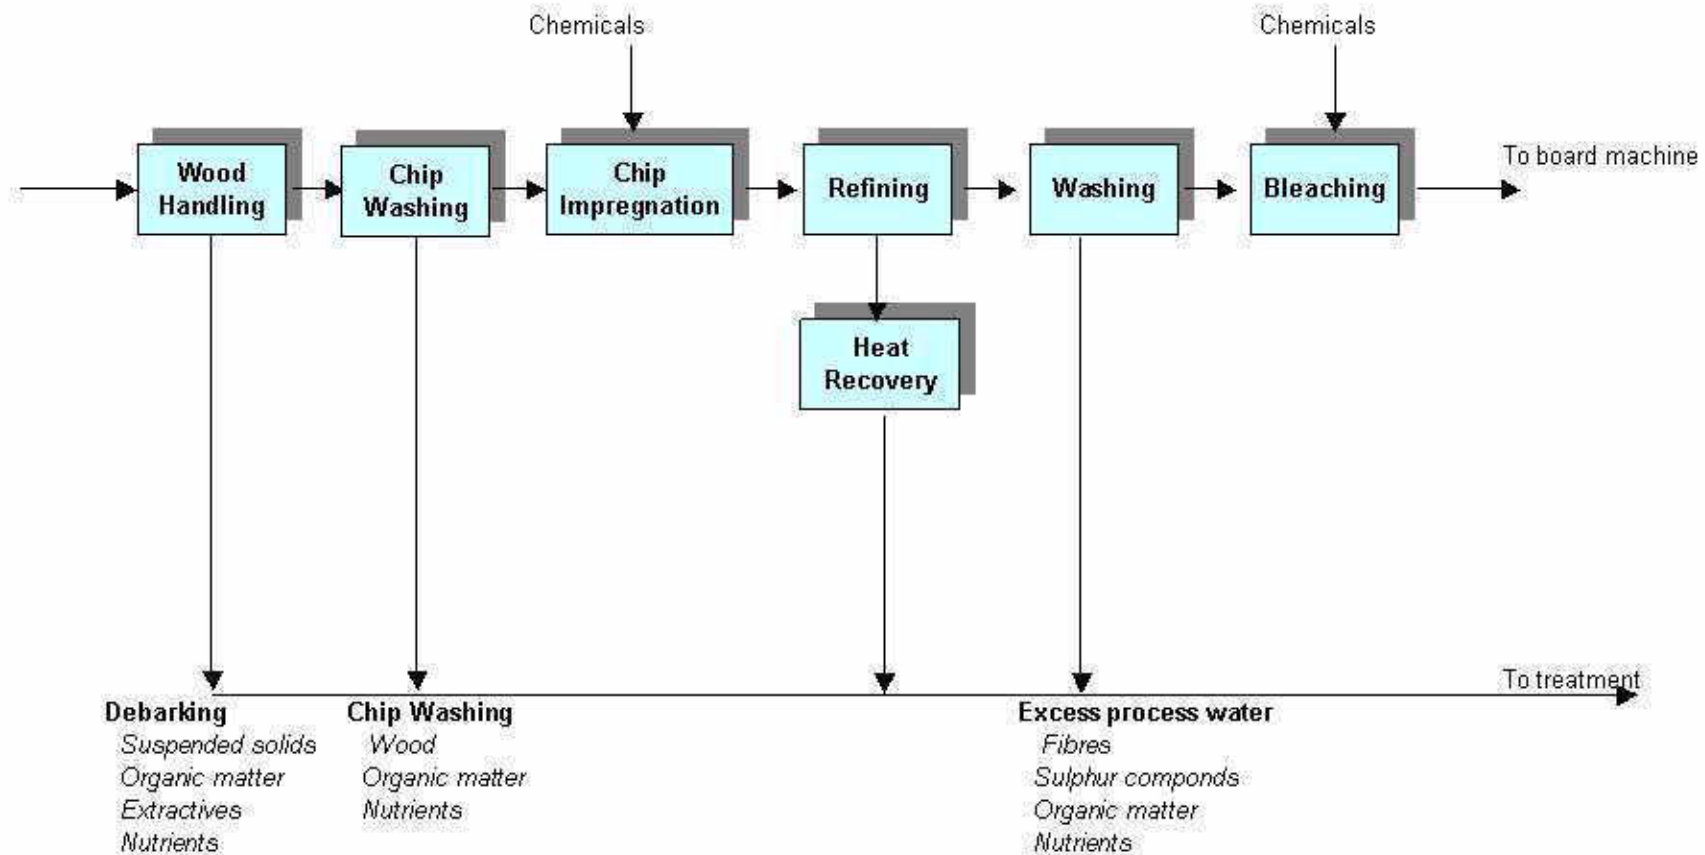 Chemicals
Chemicals
Wood
Handling
Chip
Washing
Chip
Impregnation
Refining
Washing
Bleaching
To board machine
Heat
Recovery
To treatment
Debarking
Suspended solids
Organic matter
Extractives
Nutrients
Chip Washing
Wood
Organic matter
Nutrients
Excess process water
Fibres
Sulphur componds
Organic matter
Nutrients